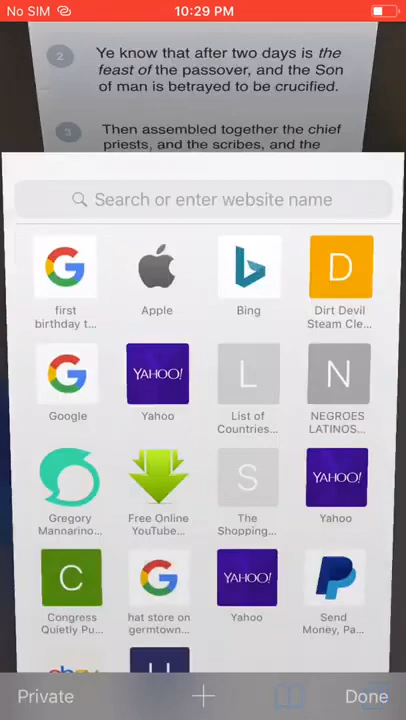 No SIM
10:29 PM
2
Ye know that after two days is the
feast of the passover, and the Son
of man is betrayed to be crucified.
3
Then assembled together the chief
priests, and the scribes, and the
Search or enter website name
D
first
birthday t...
Apple
Bing
Dirt Devil
Steam Cle...
YAHOO!
L
N
Google
Yahoo
List of
Countries...
NEGROES
LATINOS...
S
YAHOO!
Gregory
Mannarino...
Free Online
YouTube...
The
Shopping...
Yahoo
C
YAHOO!
Congress
Quietly Pu...
hat store on
germtown...
Yahoo
Send
Money, Pa...
ebay
Private
Done